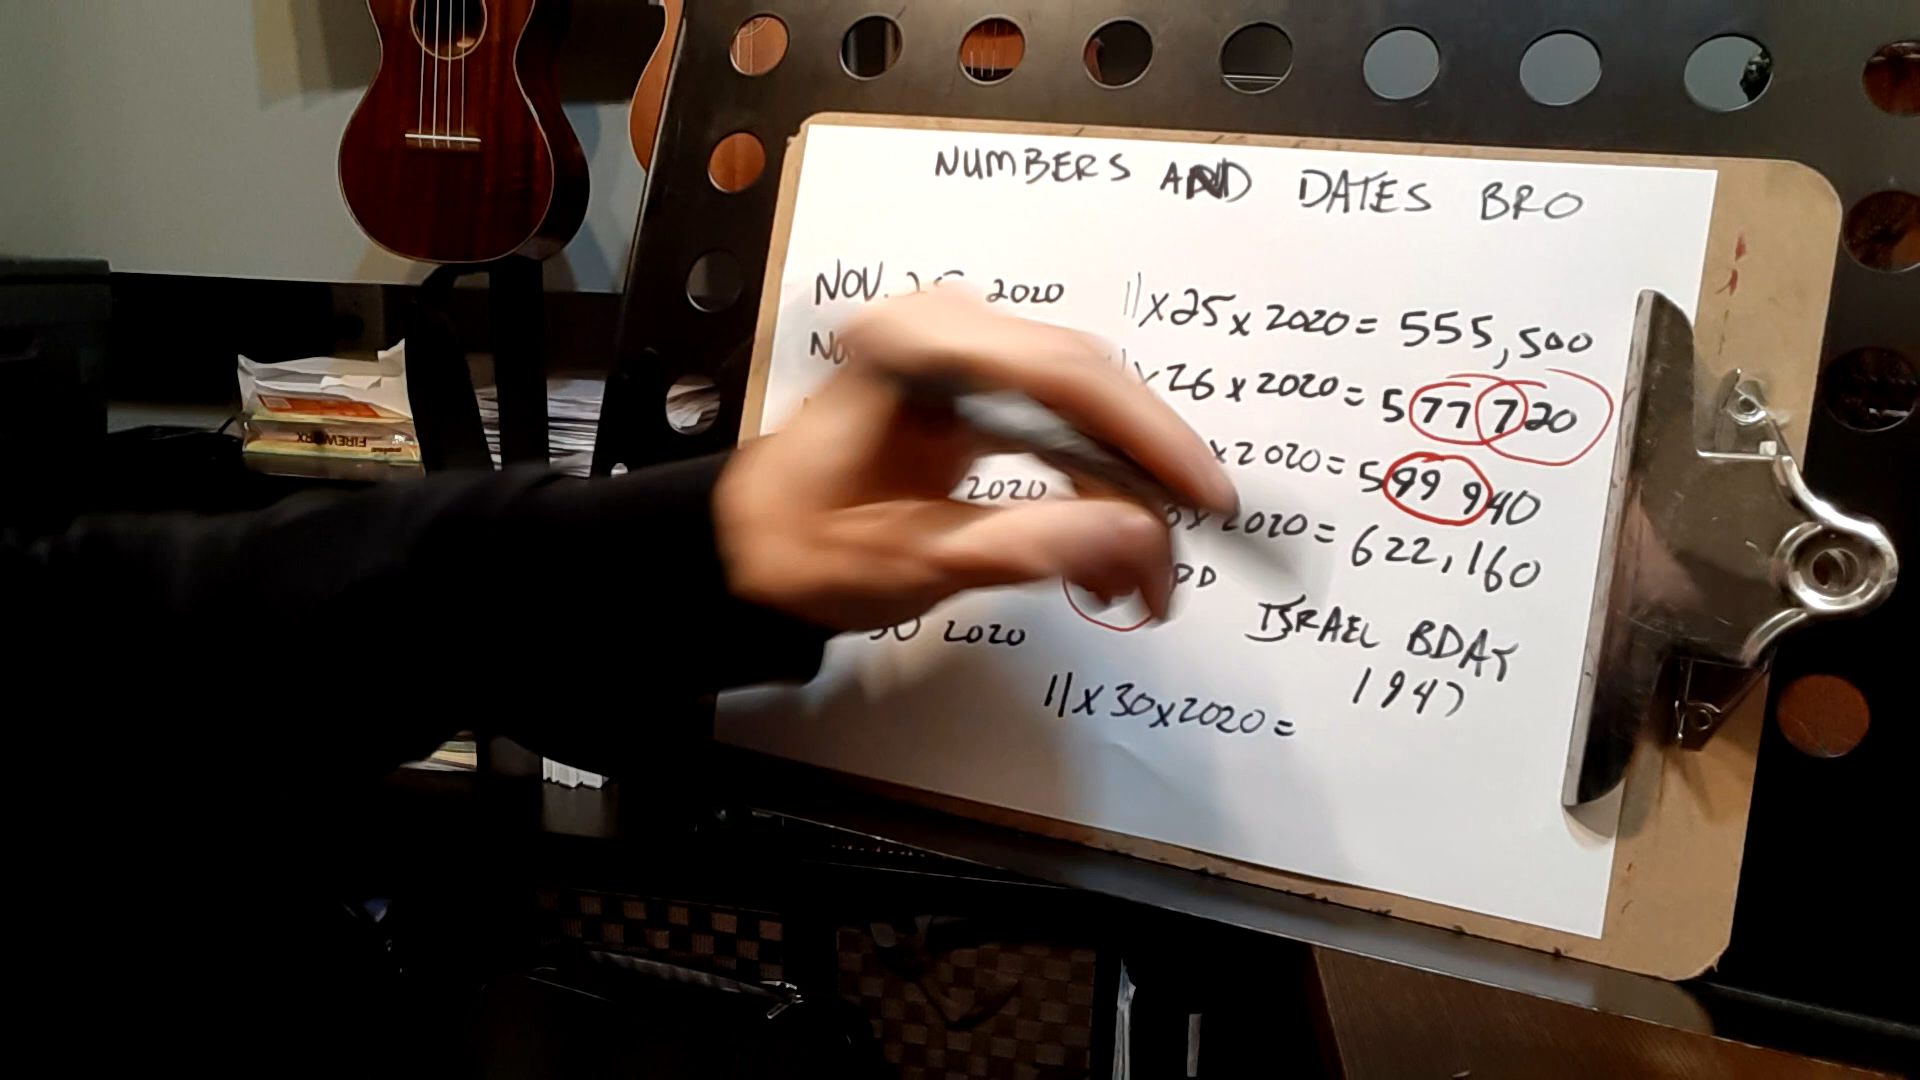 NUMBERS AND DATES BRO
NOV. 25 2020 11x25x2020= 555,500
x26x2020= 577720
x2020= 599940
2020 x2020= 622,160
ISRAEL BDAY
1947
30 2020
11x30x2020=
FIREWORX